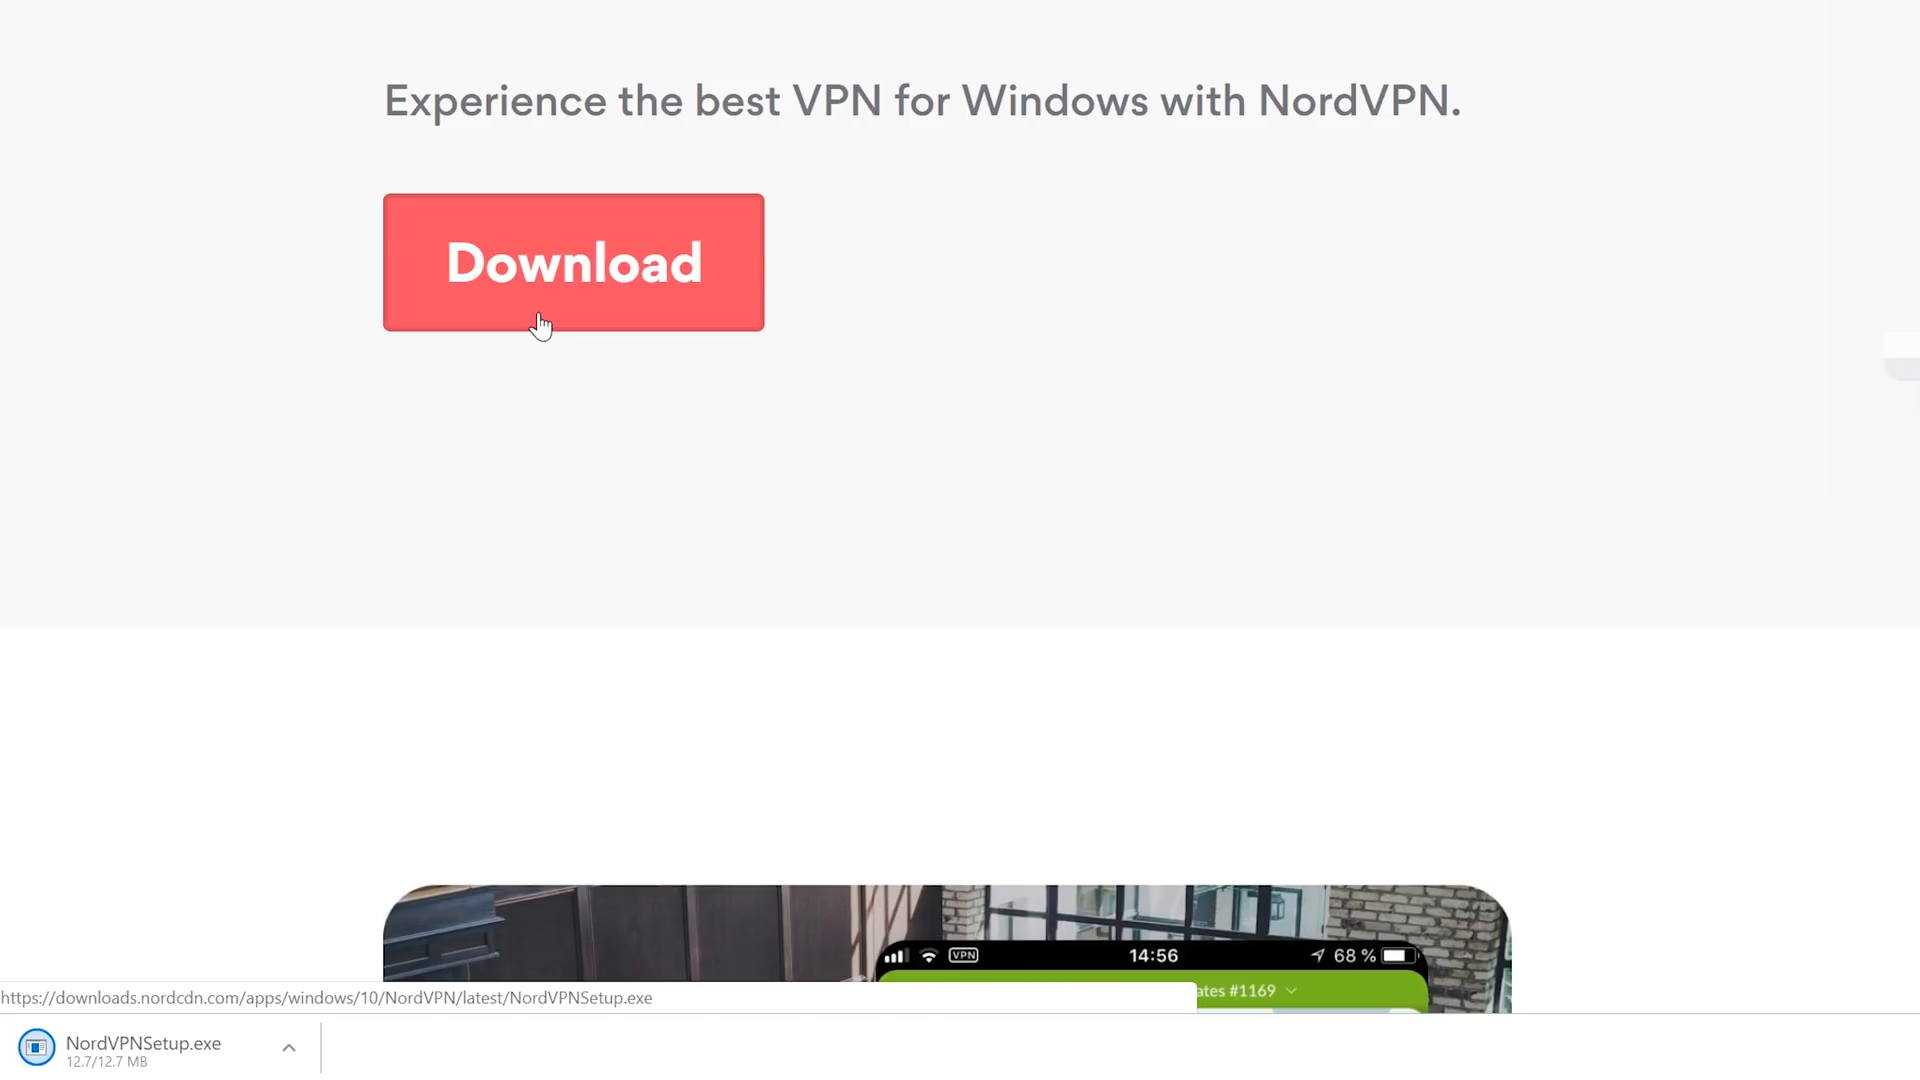 Experience the best VPN for Windows with NordVPN.
Download
VPN 14:56 68 %
#1169
https://downloads.nordcdn.com/apps/windows/10/NordVPN/latest/NordVPNSetup.exe
NordVPNSetup.exe
12.7/12.7 MB